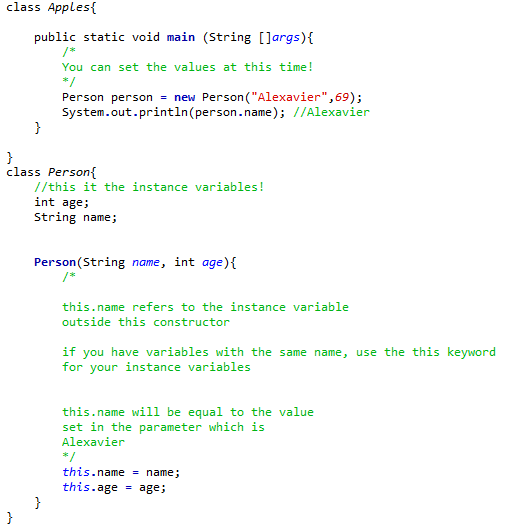 class Apples{
public static void main (String []args){
/*
You can set the values at this time!
*/
Person person = new Person("Alexavier",69);
System.out.println(person.name); //Alexavier
}
}
class Person{
//this it the instance variables!
int age;
String name;
Person(String name, int age){
/*
this.name refers to the instance variable
outside this constructor
if you have variables with the same name, use the this keyword
for your instance variables
this.name will be equal to the value
set in the parameter which is
Alexavier
*/
this.name = name;
this.age = age;
}
}